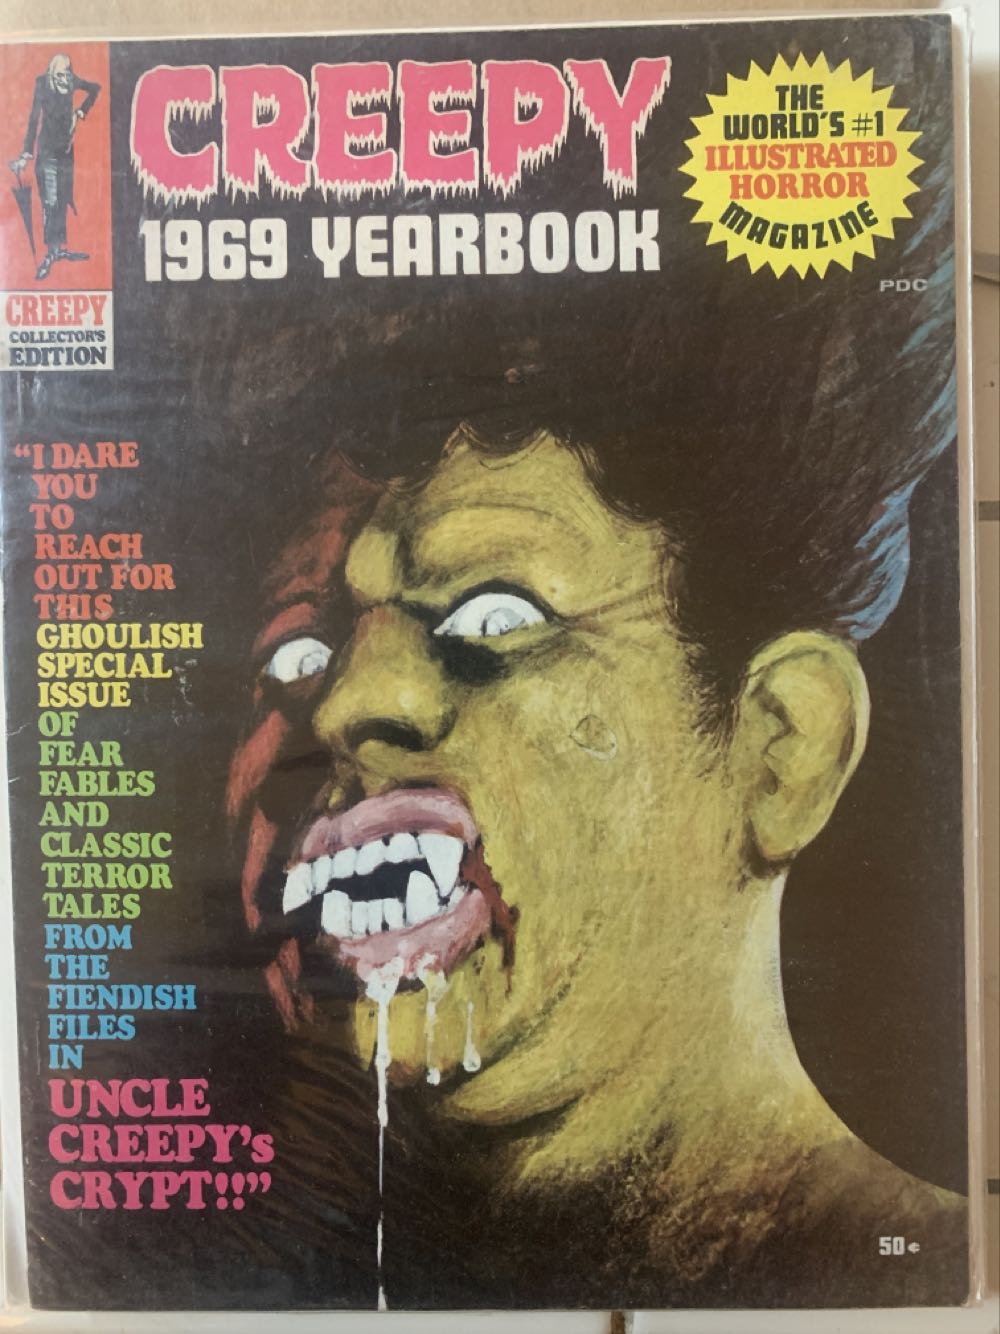 CREEPY
1969 YEARBOOK
THE
WORLD'S #1
ILLUSTRATED
HORROR
MAGAZINE
PDC
CREEPY
COLLECTOR'S
EDITION
"I DARE
YOU
TO
REACH
OUT FOR
THIS
GHOULISH
SPECIAL
ISSUE
OF
FEAR
FABLES
AND
CLASSIC
TERROR
TALES
FROM
THE
FIENDISH
FILES
IN
UNCLE
CREEPY's
CRYPT!!"
50¢